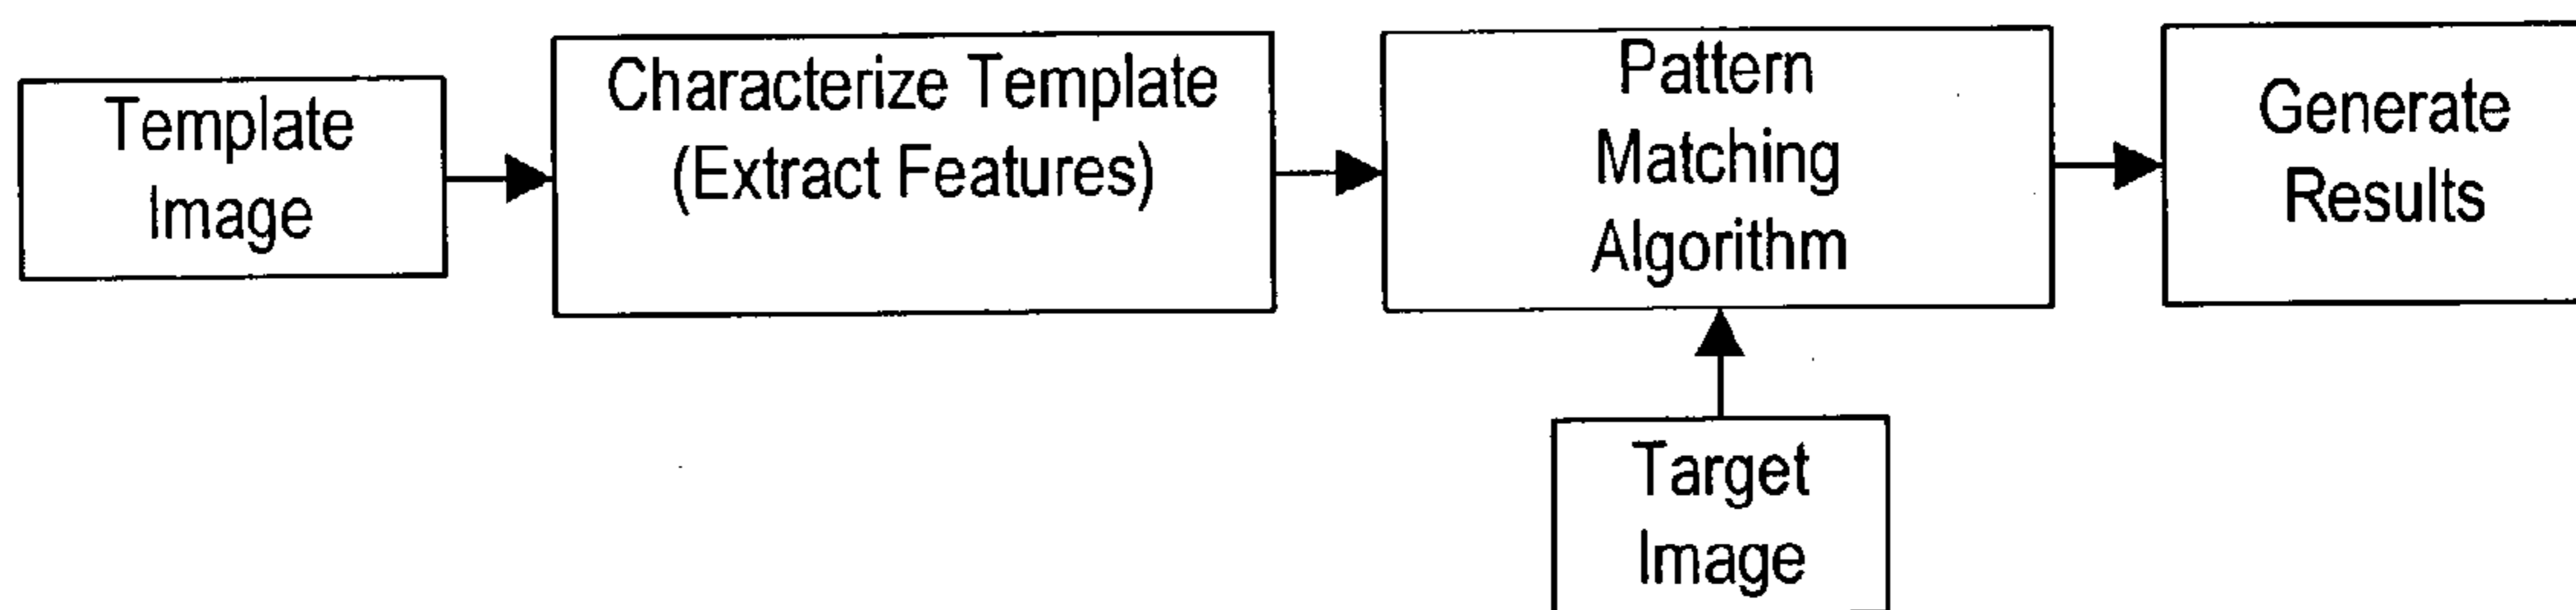 Template
Image
Characterize Template
(Extract Features)
Pattern
Matching
Algorithm
Generate
Results
Target
Image